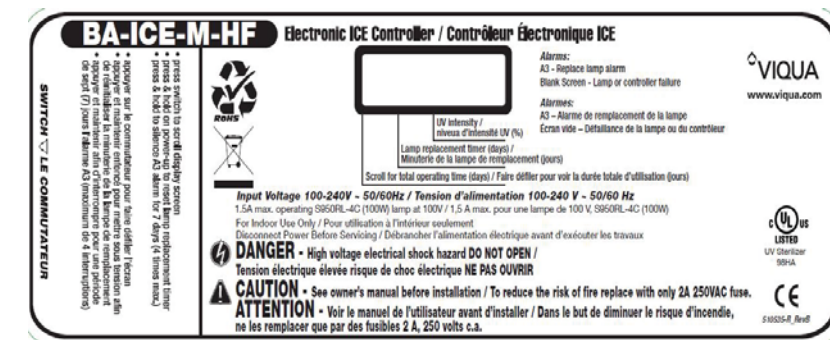 BA-ICE-M-HF
Electronic ICE Controller / Contrôleur Électronique ICE
SWITCH ▽ LE COMMUTATEUR
• press switch to scroll display screen
• press & hold on power-up to reset lamp replacement timer
• press & hold to silence A3 alarm for 7 days (4 times max.)
• appuyer sur le commutateur pour faire défiler l'écran
• appuyer et maintenir enfoncé pour mettre sous tension afin
de réinitialiser la minuterie de la lampe de remplacement
• appuyer et maintenir afin d'interrompre pour une période
de sept (7) jours l'alarme A3 (maximum de 4 interruptions)
RoHS
UV intensity /
niveua d'intensité UV (%)
Lamp replacement timer (days) /
Minuterie de la lampe de remplacement (jours)
Scroll for total operating time (days) / Faire défiler pour voir la durée totale d'utilisation (jours)
Alarms:
A3 - Replace lamp alarm
Blank Screen - Lamp or controller failure
Alarmes:
A3 – Alarme de remplacement de la lampe
Écran vide – Défaillance de la lampe ou du contrôleur
VIQUA
www.viqua.com
Input Voltage 100-240V ~ 50/60Hz / Tension d'alimentation 100-240 V ~ 50/60 Hz
1.5A max. operating S950RL-4C (100W) lamp at 100V / 1,5 A max. pour une lampe de 100 V, S950RL-4C (100W)
For Indoor Use Only / Pour utilisation à l'intérieur seulement
Disconnect Power Before Servicing / Débrancher l'alimentation électrique avant d'exécuter les travaux
DANGER - High voltage electrical shock hazard DO NOT OPEN /
Tension électrique élevée risque de choc électrique NE PAS OUVRIR
CAUTION - See owner's manual before installation / To reduce the risk of fire replace with only 2A 250VAC fuse.
ATTENTION - Voir le manuel de l'utilisateur avant d'installer / Dans le but de diminuer le risque d'incendie,
ne les remplacer que par des fusibles 2 A, 250 volts c.a.
C UL US
LISTED
UV Sterilizer
98HA
CE
510535-R_RevB